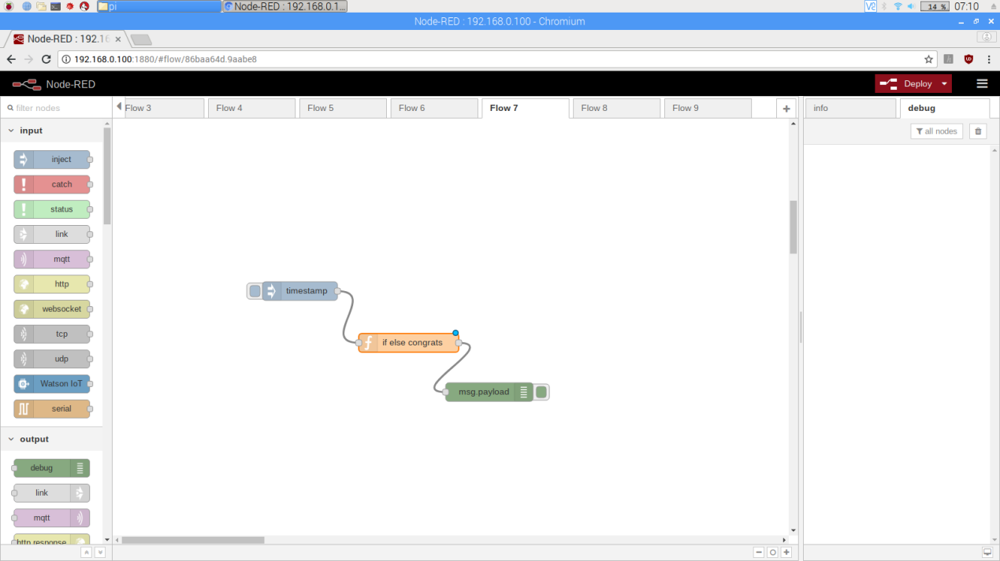 pi
Node-RED : 192.168.0.1...
14 %
07:10
Node-RED : 192.168.0.100 - Chromium
Node-RED : 192.16
192.168.0.100:1880/#flow/86baa64d.9aabe8
Node-RED
Deploy
filter nodes
Flow 3
Flow 4
Flow 5
Flow 6
Flow 7
Flow 8
Flow 9
info
debug
all nodes
input
inject
catch
status
link
mqtt
http
websocket
tcp
udp
Watson IoT
serial
output
debug
link
mqtt
http response
timestamp
if else congrats
msg.payload